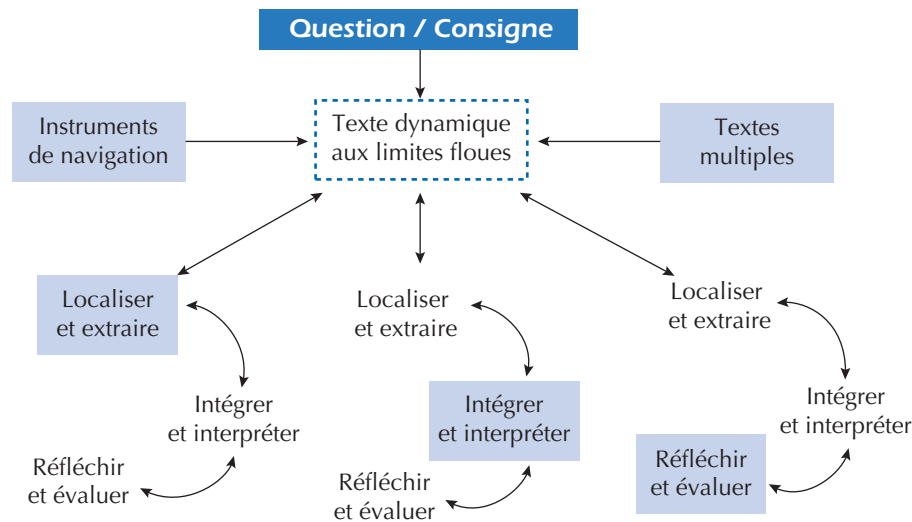 Question / Consigne
Instruments
de navigation
Texte dynamique
aux limites floues
Textes
multiples
Localiser
et extraire
Intégrer
et interpréter
Réfléchir
et évaluer
Localiser
et extraire
Intégrer
et interpréter
Réfléchir
et évaluer
Localiser
et extraire
Intégrer
et interpréter
Réfléchir
et évaluer